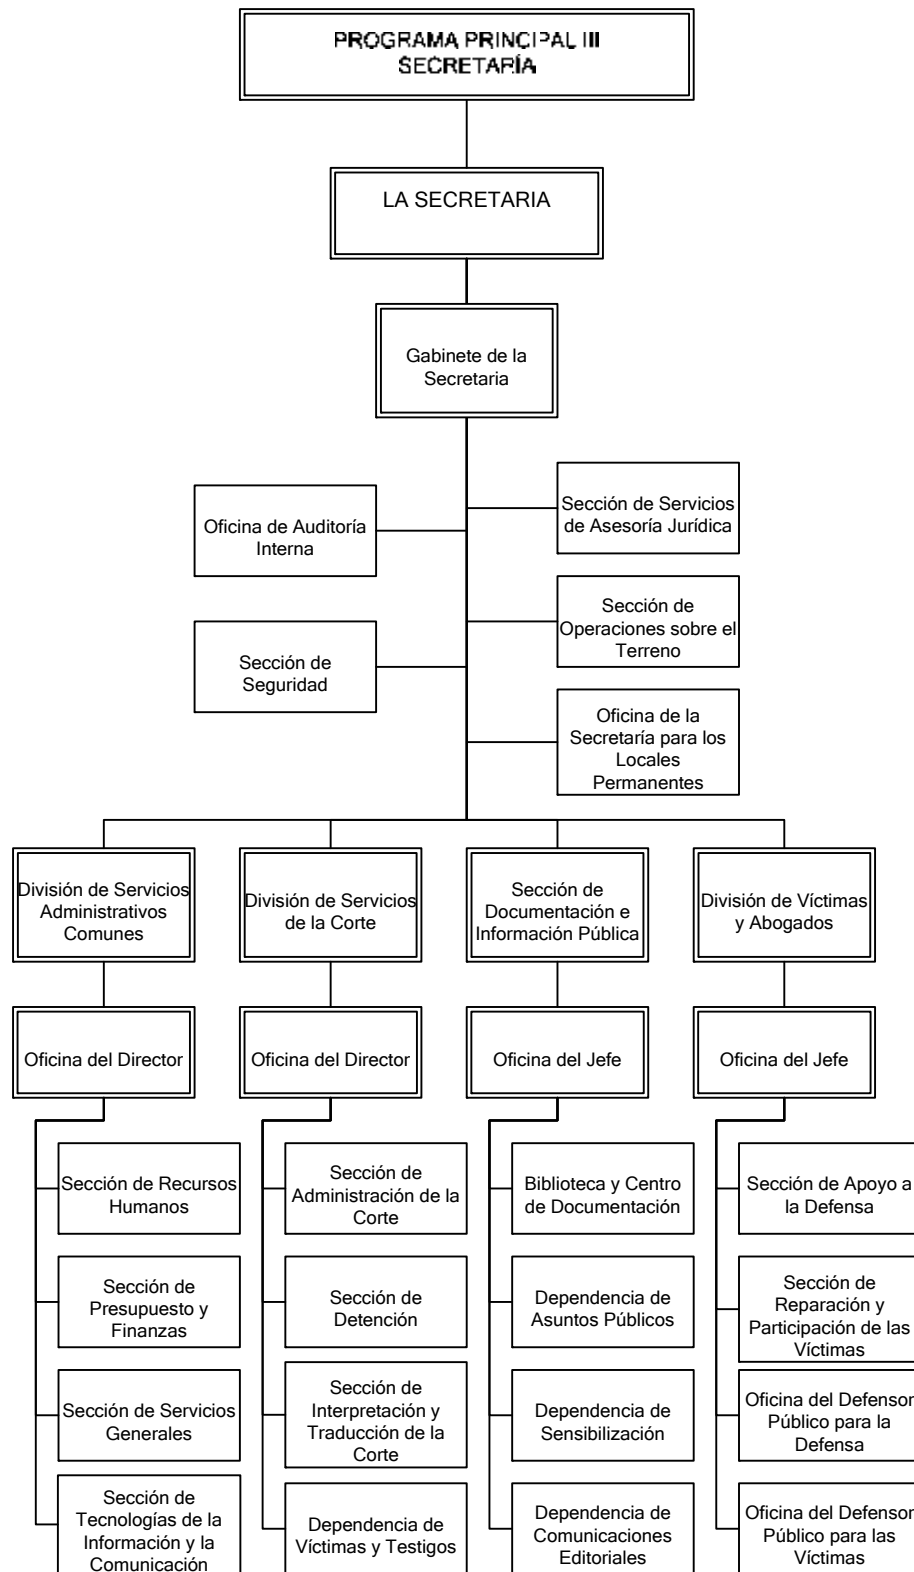 PROGRAMA PRINCIPAL III
SECRETARÍA
LA SECRETARIA
Gabinete de la
Secretaria
Oficina de Auditoría
Interna
Sección de Servicios
de Asesoría Jurídica
Sección de
Operaciones sobre el
Terreno
Sección de
Seguridad
Oficina de la
Secretaría para los
Locales
Permanentes
División de Servicios
Administrativos
Comunes
División de Servicios
de la Corte
Sección de
Documentación e
Información Pública
División de Víctimas
y Abogados
Oficina del Director
Oficina del Director
Oficina del Jefe
Oficina del Jefe
Sección de Recursos
Humanos
Sección de
Administración de la
Corte
Biblioteca y Centro
de Documentación
Sección de Apoyo a
la Defensa
Sección de
Presupuesto y
Finanzas
Sección de
Detención
Dependencia de
Asuntos Públicos
Sección de
Reparación y
Participación de las
Víctimas
Sección de Servicios
Generales
Sección de
Interpretación y
Traducción de la
Corte
Dependencia de
Sensibilización
Oficina del Defensor
Público para la
Defensa
Sección de
Tecnologías de la
Información y la
Comunicación
Dependencia de
Víctimas y Testigos
Dependencia de
Comunicaciones
Editoriales
Oficina del Defensor
Público para las
Víctimas